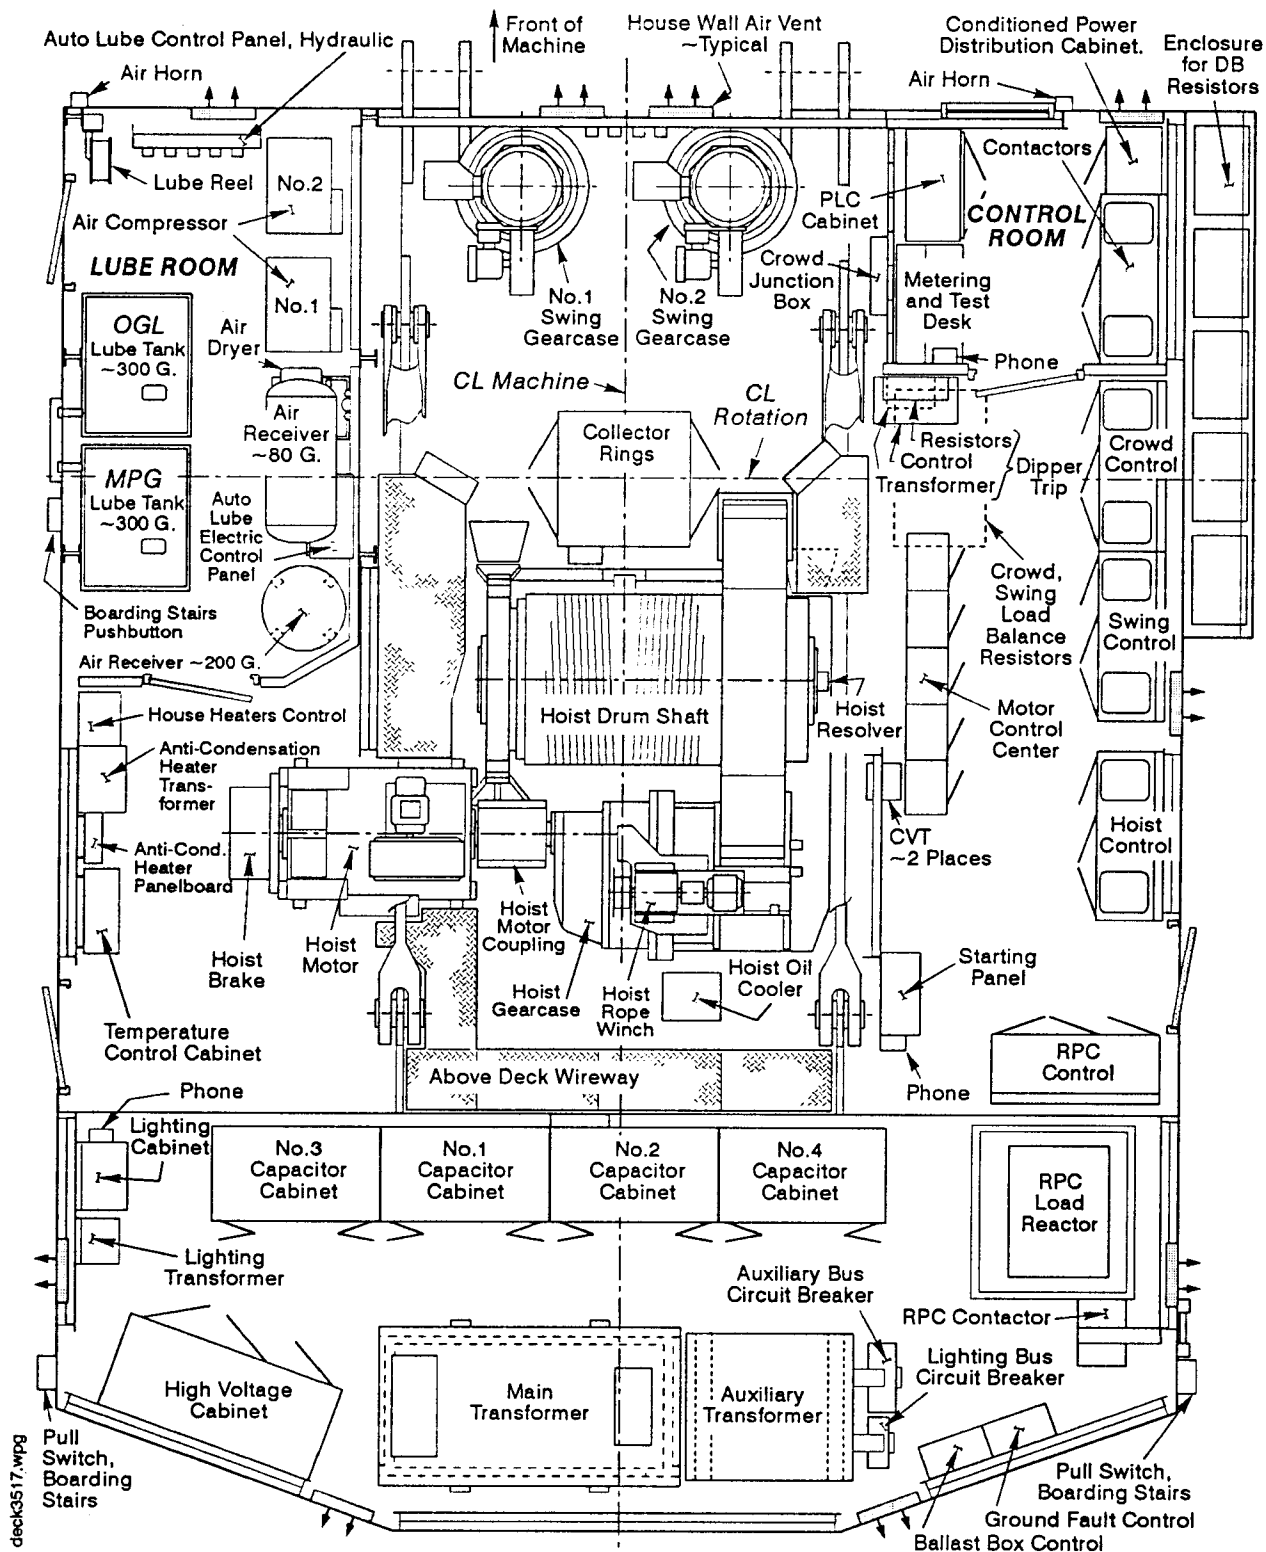 Auto Lube Control Panel, Hydraulic
Air Horn
Front of
Machine
House Wall Air Vent
~Typical
Conditioned Power
Distribution Cabinet.
Air Horn
Enclosure
for DB
Resistors
Lube Reel
No.2
Air Compressor
LUBE ROOM
No.1
OGL
Lube Tank
~300 G.
Air
Dryer
Air
Receiver
~80 G.
MPG
Lube Tank
~300 G.
Auto
Lube
Electric
Control
Panel
Boarding Stairs
Pushbutton
Air Receiver ~200 G.
No.1
Swing
Gearcase
No.2
Swing
Gearcase
Crowd
Junction
Box
PLC
Cabinet
Contactors
CONTROL
ROOM
Metering
and Test
Desk
Phone
CL Machine
CL
Rotation
Collector
Rings
Resistors
Control
Transformer
Dipper
Trip
Crowd
Control
Crowd,
Swing
Load
Balance
Resistors
Swing
Control
House Heaters Control
Anti-Condensation
Heater
Trans-
former
Anti-Cond.
Heater
Panelboard
Hoist Drum Shaft
Hoist
Resolver
Motor
Control
Center
CVT
~2 Places
Hoist
Control
Hoist
Brake
Hoist
Motor
Hoist
Motor
Coupling
Hoist
Gearcase
Hoist
Rope
Winch
Hoist Oil
Cooler
Starting
Panel
Temperature
Control Cabinet
Above Deck Wireway
Phone
RPC
Control
Phone
Lighting
Cabinet
No.3
Capacitor
Cabinet
No.1
Capacitor
Cabinet
No.2
Capacitor
Cabinet
No.4
Capacitor
Cabinet
RPC
Load
Reactor
Lighting
Transformer
Auxiliary Bus
Circuit Breaker
RPC Contactor
Lighting Bus
Circuit Breaker
High Voltage
Cabinet
Main
Transformer
Auxiliary
Transformer
Pull
Switch,
Boarding
Stairs
Pull Switch,
Boarding Stairs
Ground Fault Control
Ballast Box Control
deck3517.wpg